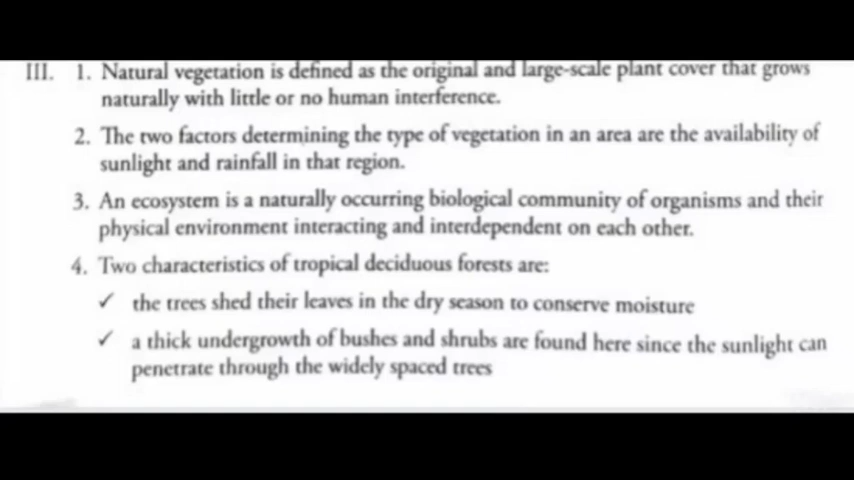 III. 1. Natural vegetation is defined as the original and large-scale plant cover that grows
naturally with little or no human interference.
2. The two factors determining the type of vegetation in an area are the availability of
sunlight and rainfall in that region.
3. An ecosystem is a naturally occurring biological community of organisms and their
physical environment interacting and interdependent on each other.
4. Two characteristics of tropical deciduous forests are:
✓ the trees shed their leaves in the dry season to conserve moisture
✓ a thick undergrowth of bushes and shrubs are found here since the sunlight can
penetrate through the widely spaced trees